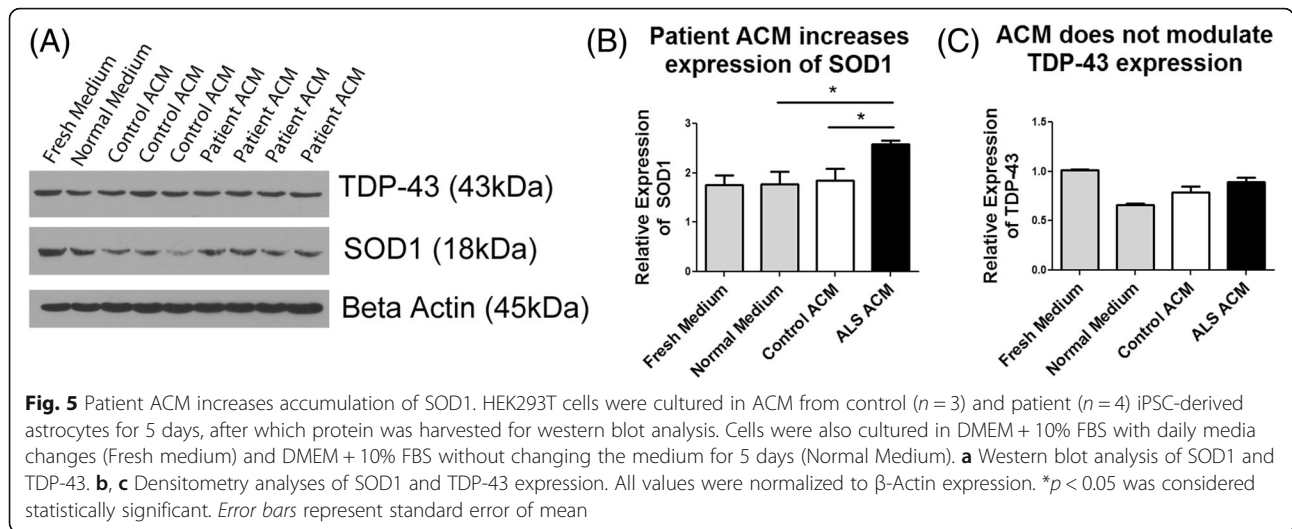 (A)
Fresh Medium
Normal Medium
Control ACM
Control ACM
Control ACM
Patient ACM
Patient ACM
Patient ACM
Patient ACM
TDP-43 (43kDa)
SOD1 (18kDa)
Beta Actin (45kDa)
(B)
Patient ACM increases
expression of SOD1
*
*
Relative Expression
of SOD1
3
2
1
0
Fresh Medium
Normal Medium
Control ACM
ALS ACM
(C)
ACM does not modulate
TDP-43 expression
Relative Expression
of TDP-43
1.5
1.0
0.5
0.0
Fresh Medium
Normal Medium
Control ACM
ALS ACM
Fig. 5 Patient ACM increases accumulation of SOD1. HEK293T cells were cultured in ACM from control (n = 3) and patient (n = 4) iPSC-derived
astrocytes for 5 days, after which protein was harvested for western blot analysis. Cells were also cultured in DMEM + 10% FBS with daily media
changes (Fresh medium) and DMEM + 10% FBS without changing the medium for 5 days (Normal Medium). a Western blot analysis of SOD1 and
TDP-43. b, c Densitometry analyses of SOD1 and TDP-43 expression. All values were normalized to β-Actin expression. *p < 0.05 was considered
statistically significant. Error bars represent standard error of mean